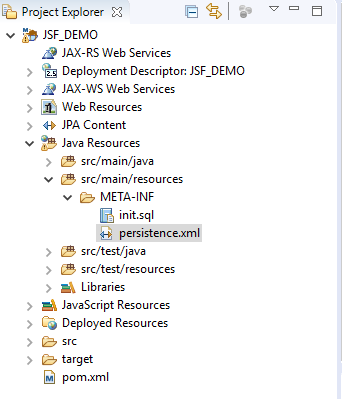 Project Explorer
JSF_DEMO
JAX-RS Web Services
Deployment Descriptor: JSF_DEMO
JAX-WS Web Services
Web Resources
JPA Content
Java Resources
src/main/java
src/main/resources
META-INF
init.sql
persistence.xml
src/test/java
src/test/resources
Libraries
JavaScript Resources
Deployed Resources
src
target
pom.xml